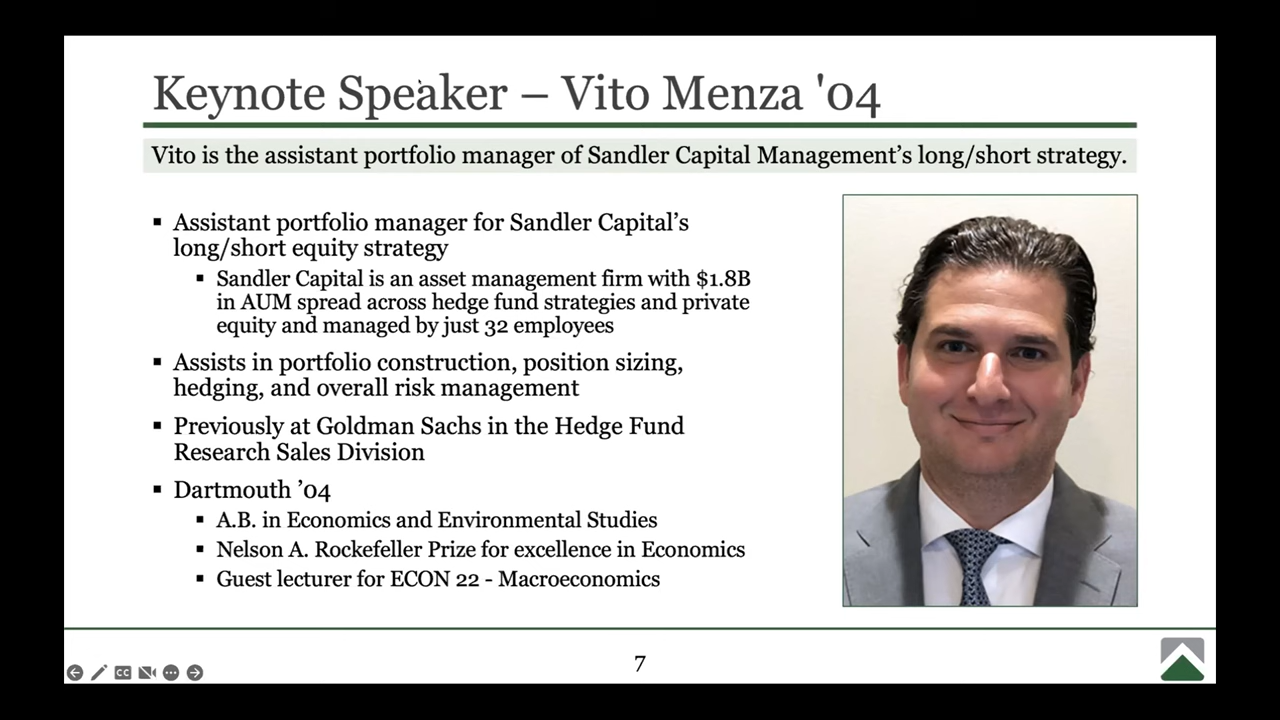 Keynote Speaker – Vito Menza '04
Vito is the assistant portfolio manager of Sandler Capital Management’s long/short strategy.
▪ Assistant portfolio manager for Sandler Capital’s
long/short equity strategy
▪ Sandler Capital is an asset management firm with $1.8B
in AUM spread across hedge fund strategies and private
equity and managed by just 32 employees
▪ Assists in portfolio construction, position sizing,
hedging, and overall risk management
▪ Previously at Goldman Sachs in the Hedge Fund
Research Sales Division
▪ Dartmouth ’04
▪ A.B. in Economics and Environmental Studies
▪ Nelson A. Rockefeller Prize for excellence in Economics
▪ Guest lecturer for ECON 22 - Macroeconomics
CC
7